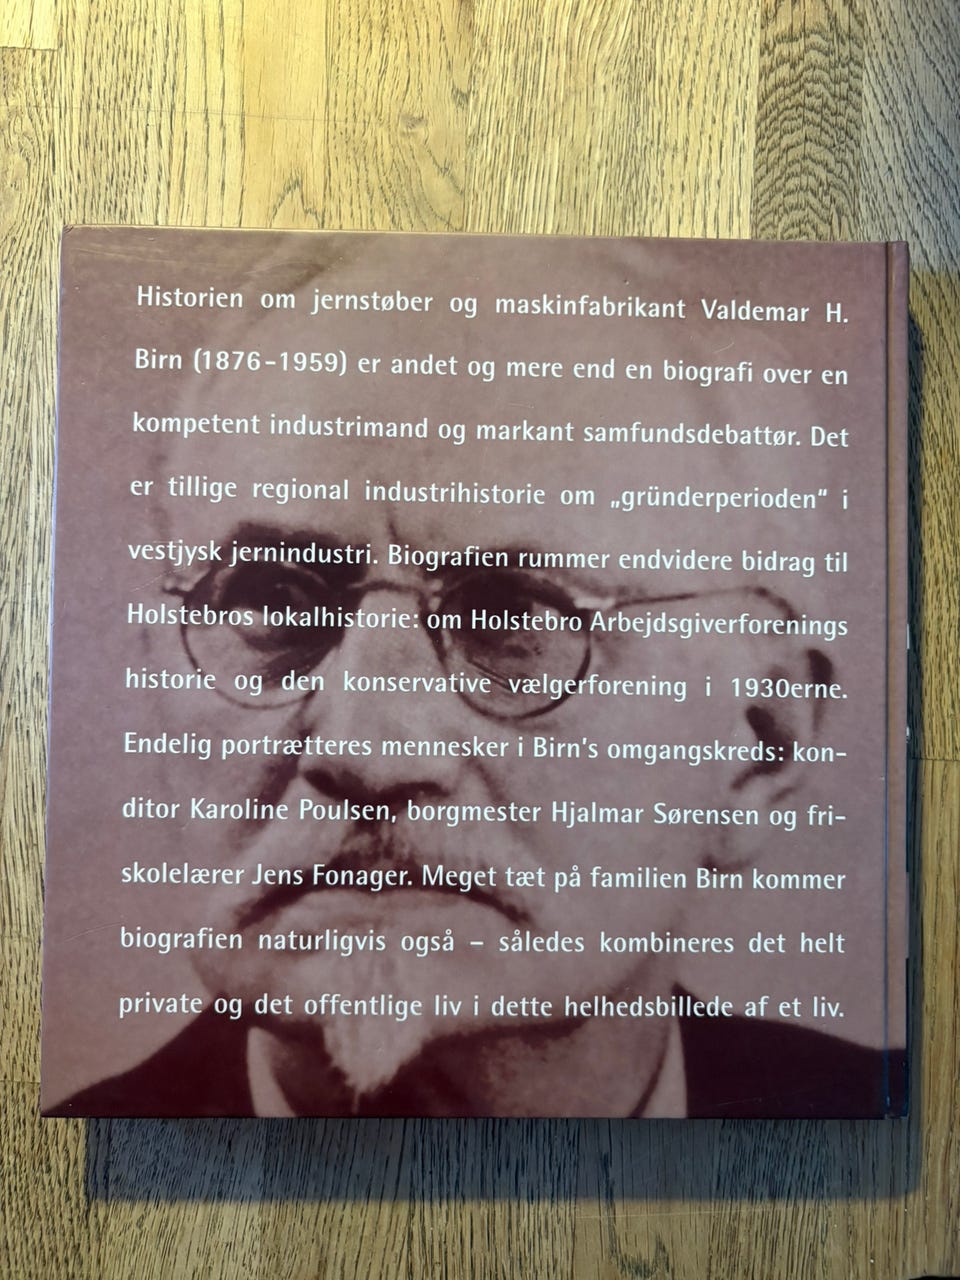 Historien om jernstøber og maskinfabrikant Valdemar H.
Birn (1876-1959) er andet og mere end en biografi over en
kompetent industrimand og markant samfundsdebattør. Det
er tillige regional industrihistorie om „gründerperioden“ i
vestjysk jernindustri. Biografien rummer endvidere bidrag til
Holstebros lokalhistorie: om Holstebro Arbejdsgiverforenings
historie og den konservative vælgerforening i 1930erne.
Endelig portrætteres mennesker i Birn's omgangskreds: kon-
ditor Karoline Poulsen, borgmester Hjalmar Sørensen og fri-
skolelærer Jens Fonager. Meget tæt på familien Birn kommer
biografien naturligvis også – således kombineres det helt
private og det offentlige liv i dette helhedsbillede af et liv.